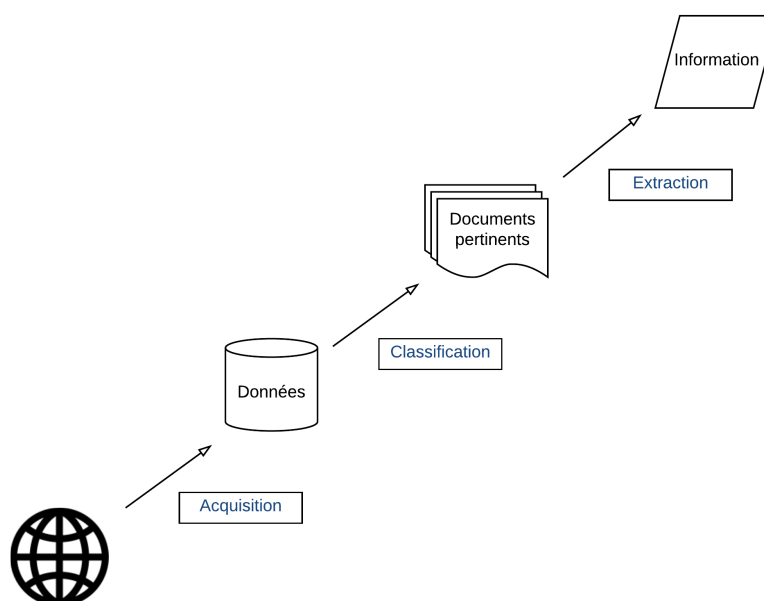 Information
Extraction
Documents
pertinents
Classification
Données
Acquisition